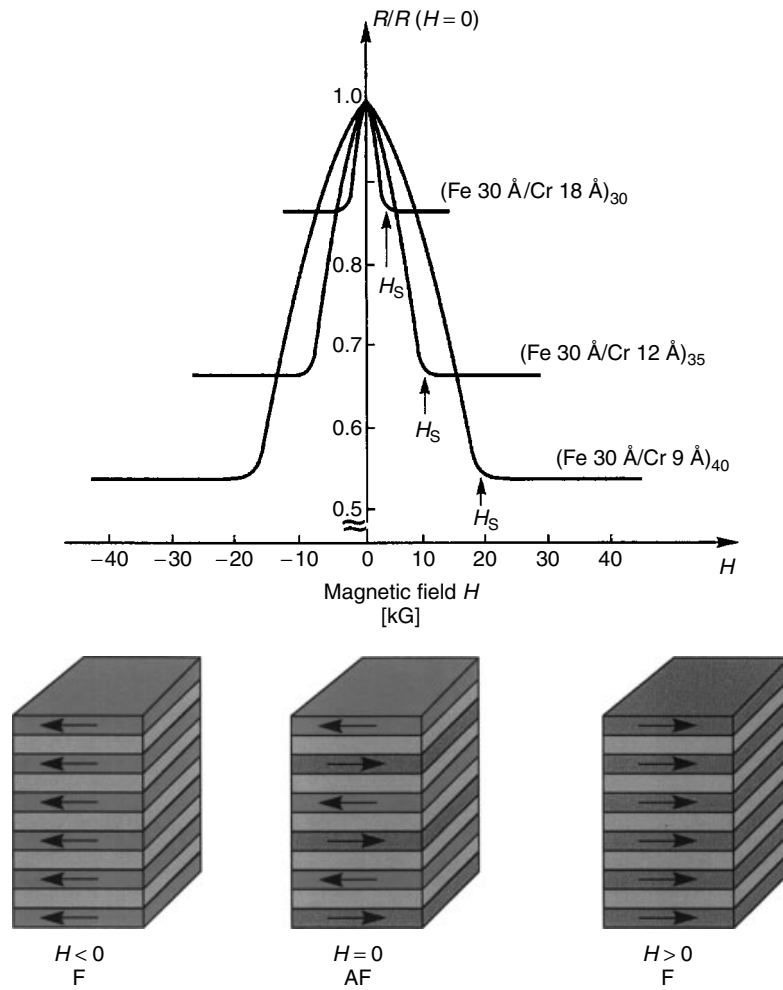 R/R (H = 0)
1.0
(Fe 30 Å/Cr 18 Å)30
0.8
HS
0.7
(Fe 30 Å/Cr 12 Å)35
HS
0.6
(Fe 30 Å/Cr 9 Å)40
0.5
HS
−40 −30 −20 −10 0 10 20 30 40 H
Magnetic field H
[kG]
H < 0 H = 0 H > 0
F AF F